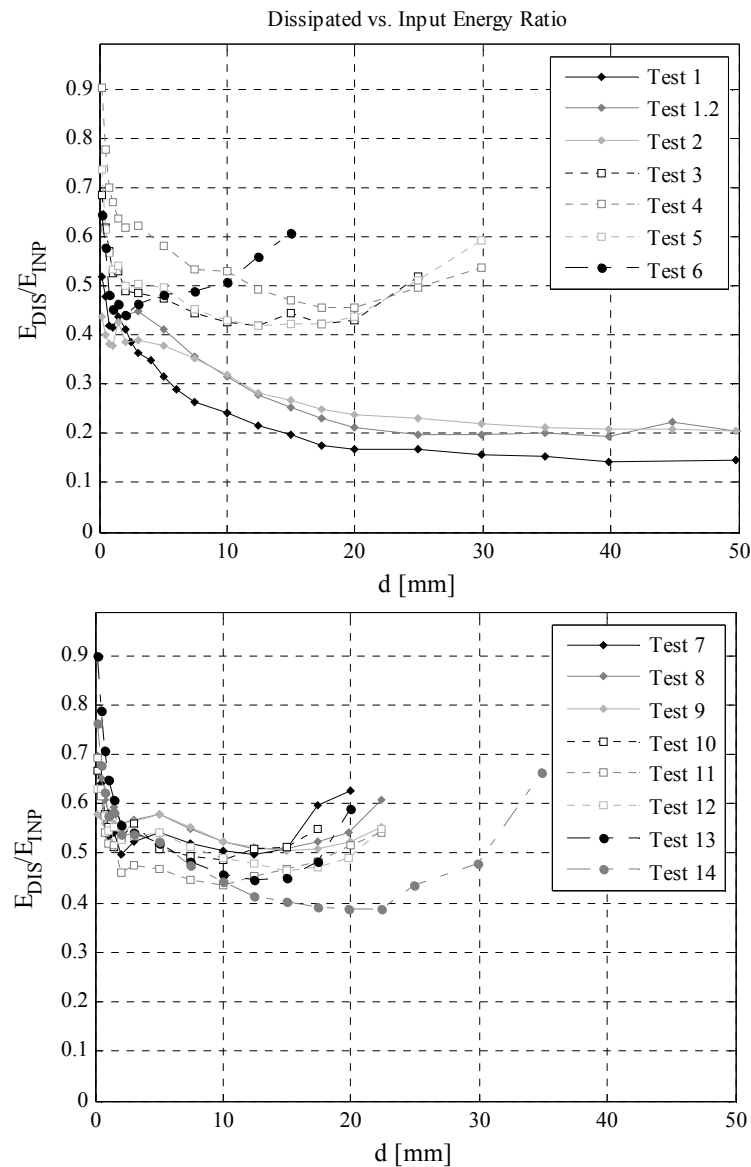 Dissipated vs. Input Energy Ratio
0.9
0.8
0.7
0.6
0.5
0.4
0.3
0.2
0.1
0
E_DIS/E_INP
0 10 20 30 40 50
d [mm]
Test 1
Test 1.2
Test 2
Test 3
Test 4
Test 5
Test 6
0.9
0.8
0.7
0.6
0.5
0.4
0.3
0.2
0.1
0
E_DIS/E_INP
0 10 20 30 40 50
d [mm]
Test 7
Test 8
Test 9
Test 10
Test 11
Test 12
Test 13
Test 14